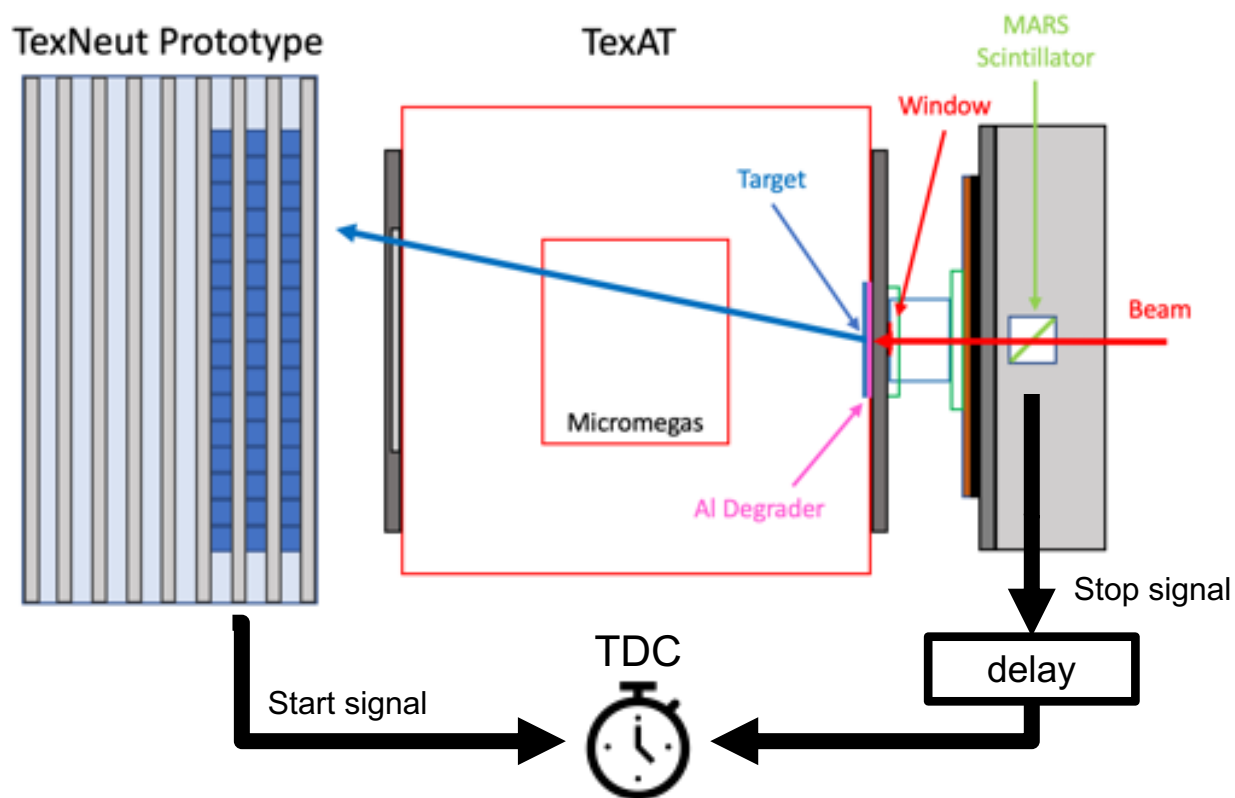 TexNeut Prototype
TexAT
MARS
Scintillator
Window
Target
Beam
Micromegas
Al Degrader
Stop signal
delay
TDC
Start signal